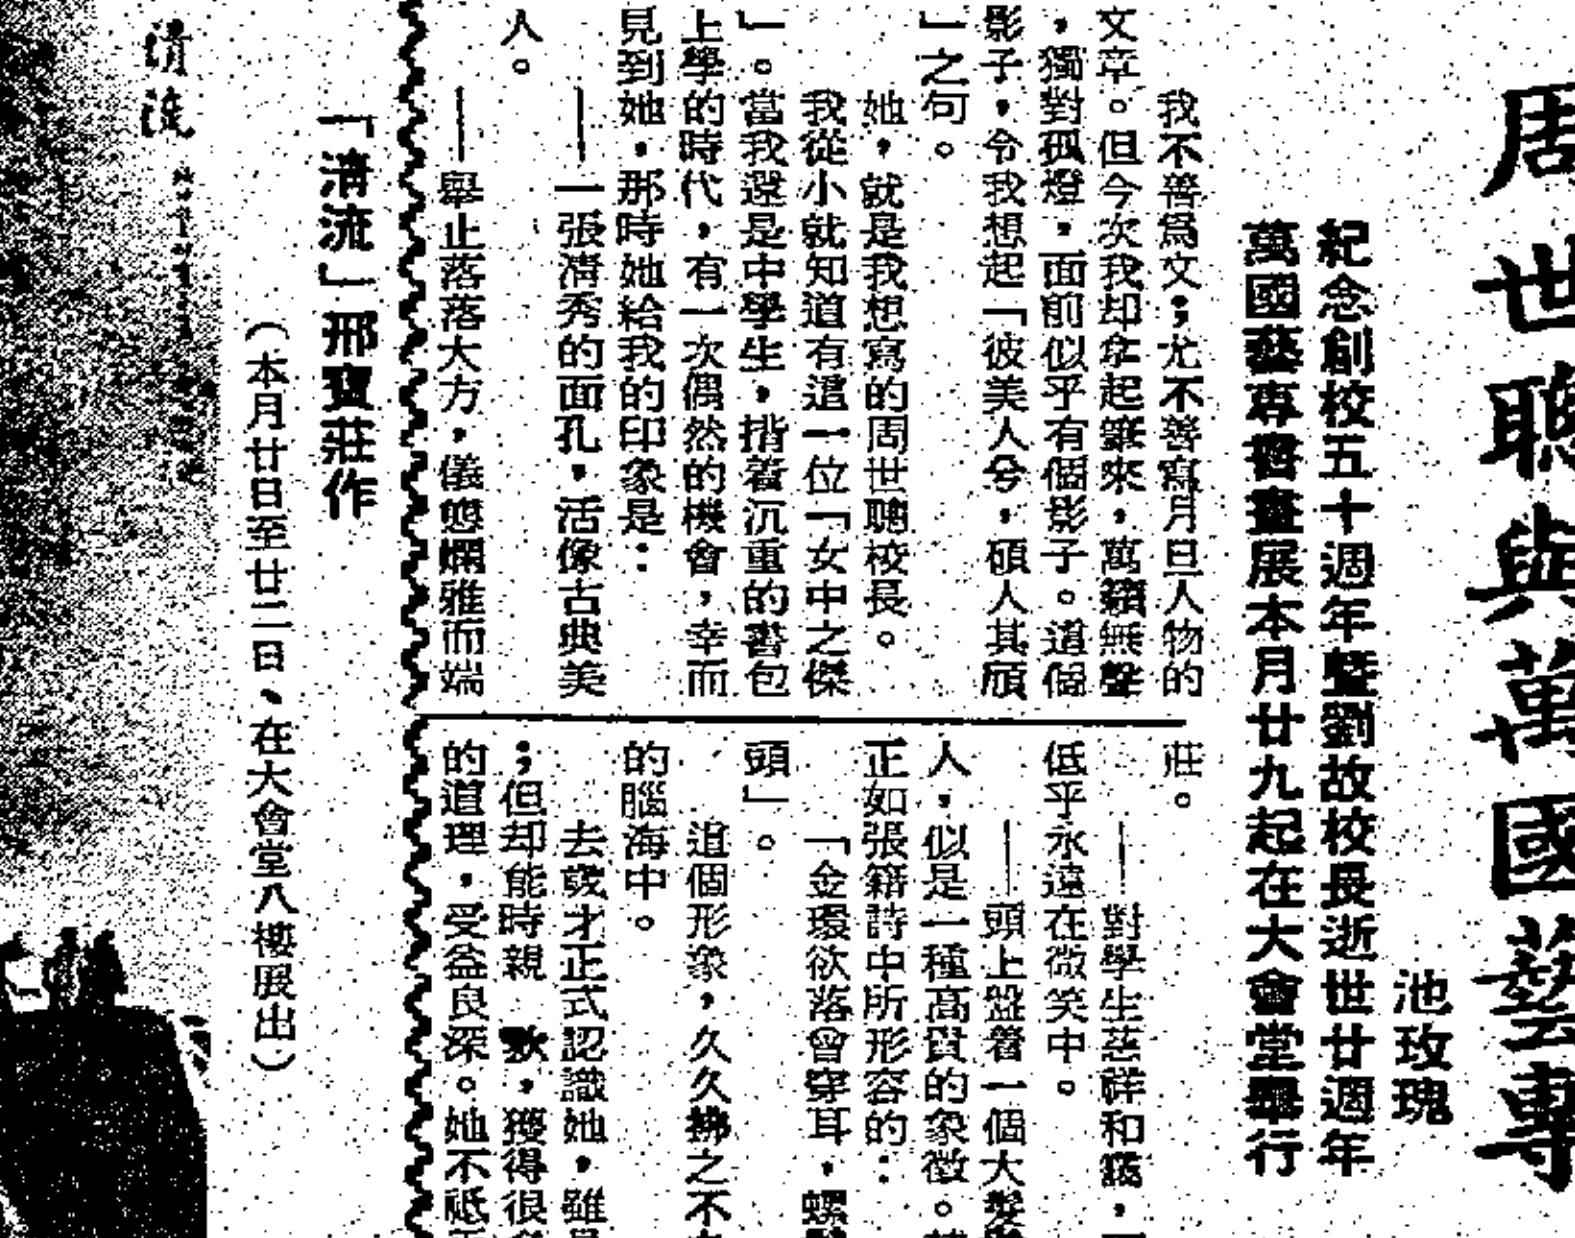 周世聰與萬國藝專
池玫瑰
紀念創校五十週年暨劉故校長逝世廿週年
萬國藝專書畫展本月廿九起在大會堂舉行
我不善爲文；尤不善寫月旦人物的
文章。但今次我却拿起筆來，萬籟無聲
，獨對孤燈，面前似乎有個影子。這個
影子，令我想起「彼美人兮，碩人其頎
」之句。
她，就是我想寫的周世聰校長。
我從小就知道有這一位「女中之傑
」。當我還是中學生，揹着沉重的書包
上學的時代，有一次偶然的機會，幸而
見到她，那時她給我的印象是：
——一張清秀的面孔，活像古典美
人。
——舉止落落大方，儀態嫻雅而端
莊。
——對學生慈祥和靄，
低乎永遠在微笑中。
——頭上盤着一個大髮
人，似是一種高貴的象徵。
正如張籍詩中所形容的：
「金環欲落曾穿耳，螺
頭」。
這個形象，久久拂之不
的腦海中。
去歲才正式認識她，雖
；但却能時親 歟，獲得很
的道理，受益良深。她不祗
「清流」邢寶莊作
（本月廿日至廿二日、在大會堂八樓展出）
清流